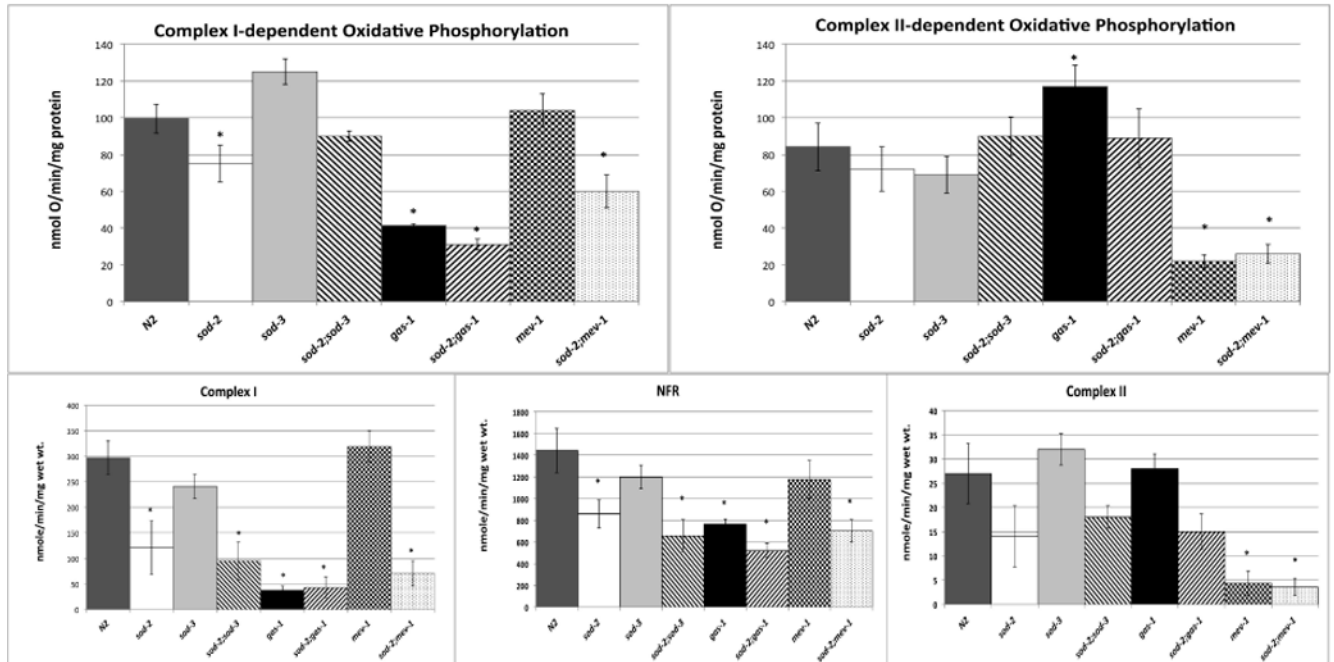 Complex I-dependent Oxidative Phosphorylation
nmol O/min/mg protein
140
120
100
80
60
40
20
0
*
*
*
*
N2
sod-2
sod-3
sod-2;sod-3
gas-1
sod-2;gas-1
mev-1
sod-2;mev-1
Complex II-dependent Oxidative Phosphorylation
nmol O/min/mg protein
140
120
100
80
60
40
20
0
*
*
*
N2
sod-2
sod-3
sod-2;sod-3
gas-1
sod-2;gas-1
mev-1
sod-2;mev-1
Complex I
nmole/min/mg wet wt.
400
350
300
250
200
150
100
50
0
*
*
*
*
*
N2
sod-2
sod-3
sod-2;sod-3
gas-1
sod-2;gas-1
mev-1
sod-2;mev-1
NFR
nmole/min/mg wet wt.
1800
1600
1400
1200
1000
800
600
400
200
0
*
*
*
*
*
N2
sod-2
sod-3
sod-2;sod-3
gas-1
sod-2;gas-1
mev-1
sod-2;mev-1
Complex II
nmole/min/mg wet wt.
40
35
30
25
20
15
10
5
0
*
*
N2
sod-2
sod-3
sod-2;sod-3
gas-1
sod-2;gas-1
mev-1
sod-2;mev-1